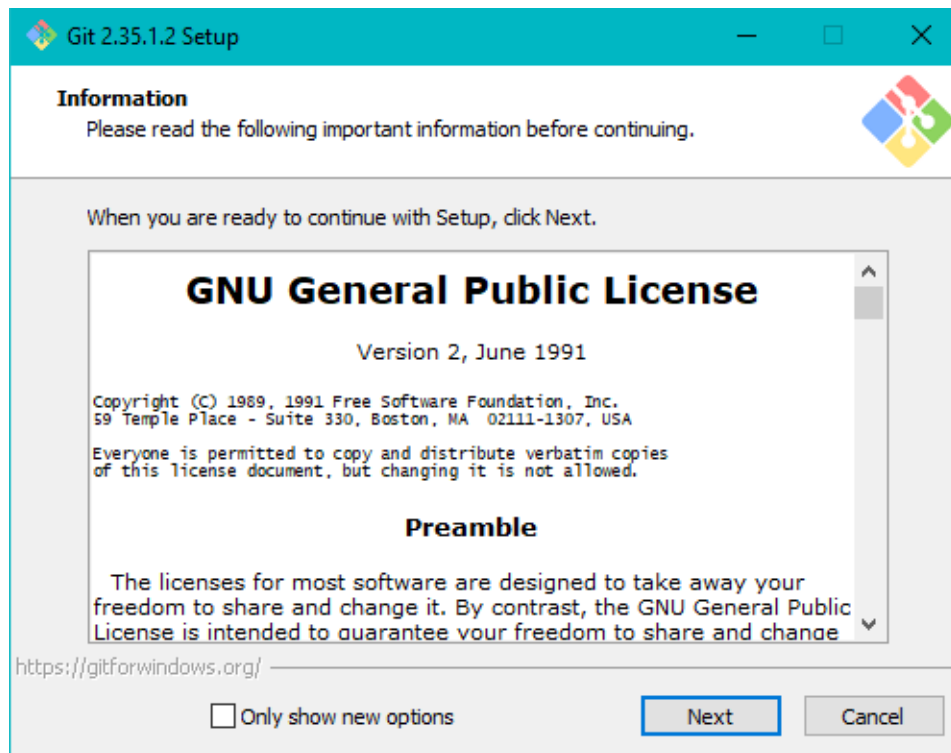 Git 2.35.1.2 Setup
Information
Please read the following important information before continuing.
When you are ready to continue with Setup, click Next.
GNU General Public License
Version 2, June 1991
Copyright (C) 1989, 1991 Free Software Foundation, Inc.
59 Temple Place - Suite 330, Boston, MA  02111-1307, USA
Everyone is permitted to copy and distribute verbatim copies
of this license document, but changing it is not allowed.
Preamble
The licenses for most software are designed to take away your
freedom to share and change it. By contrast, the GNU General Public
License is intended to guarantee your freedom to share and change
https://gitforwindows.org/
Only show new options
Next
Cancel